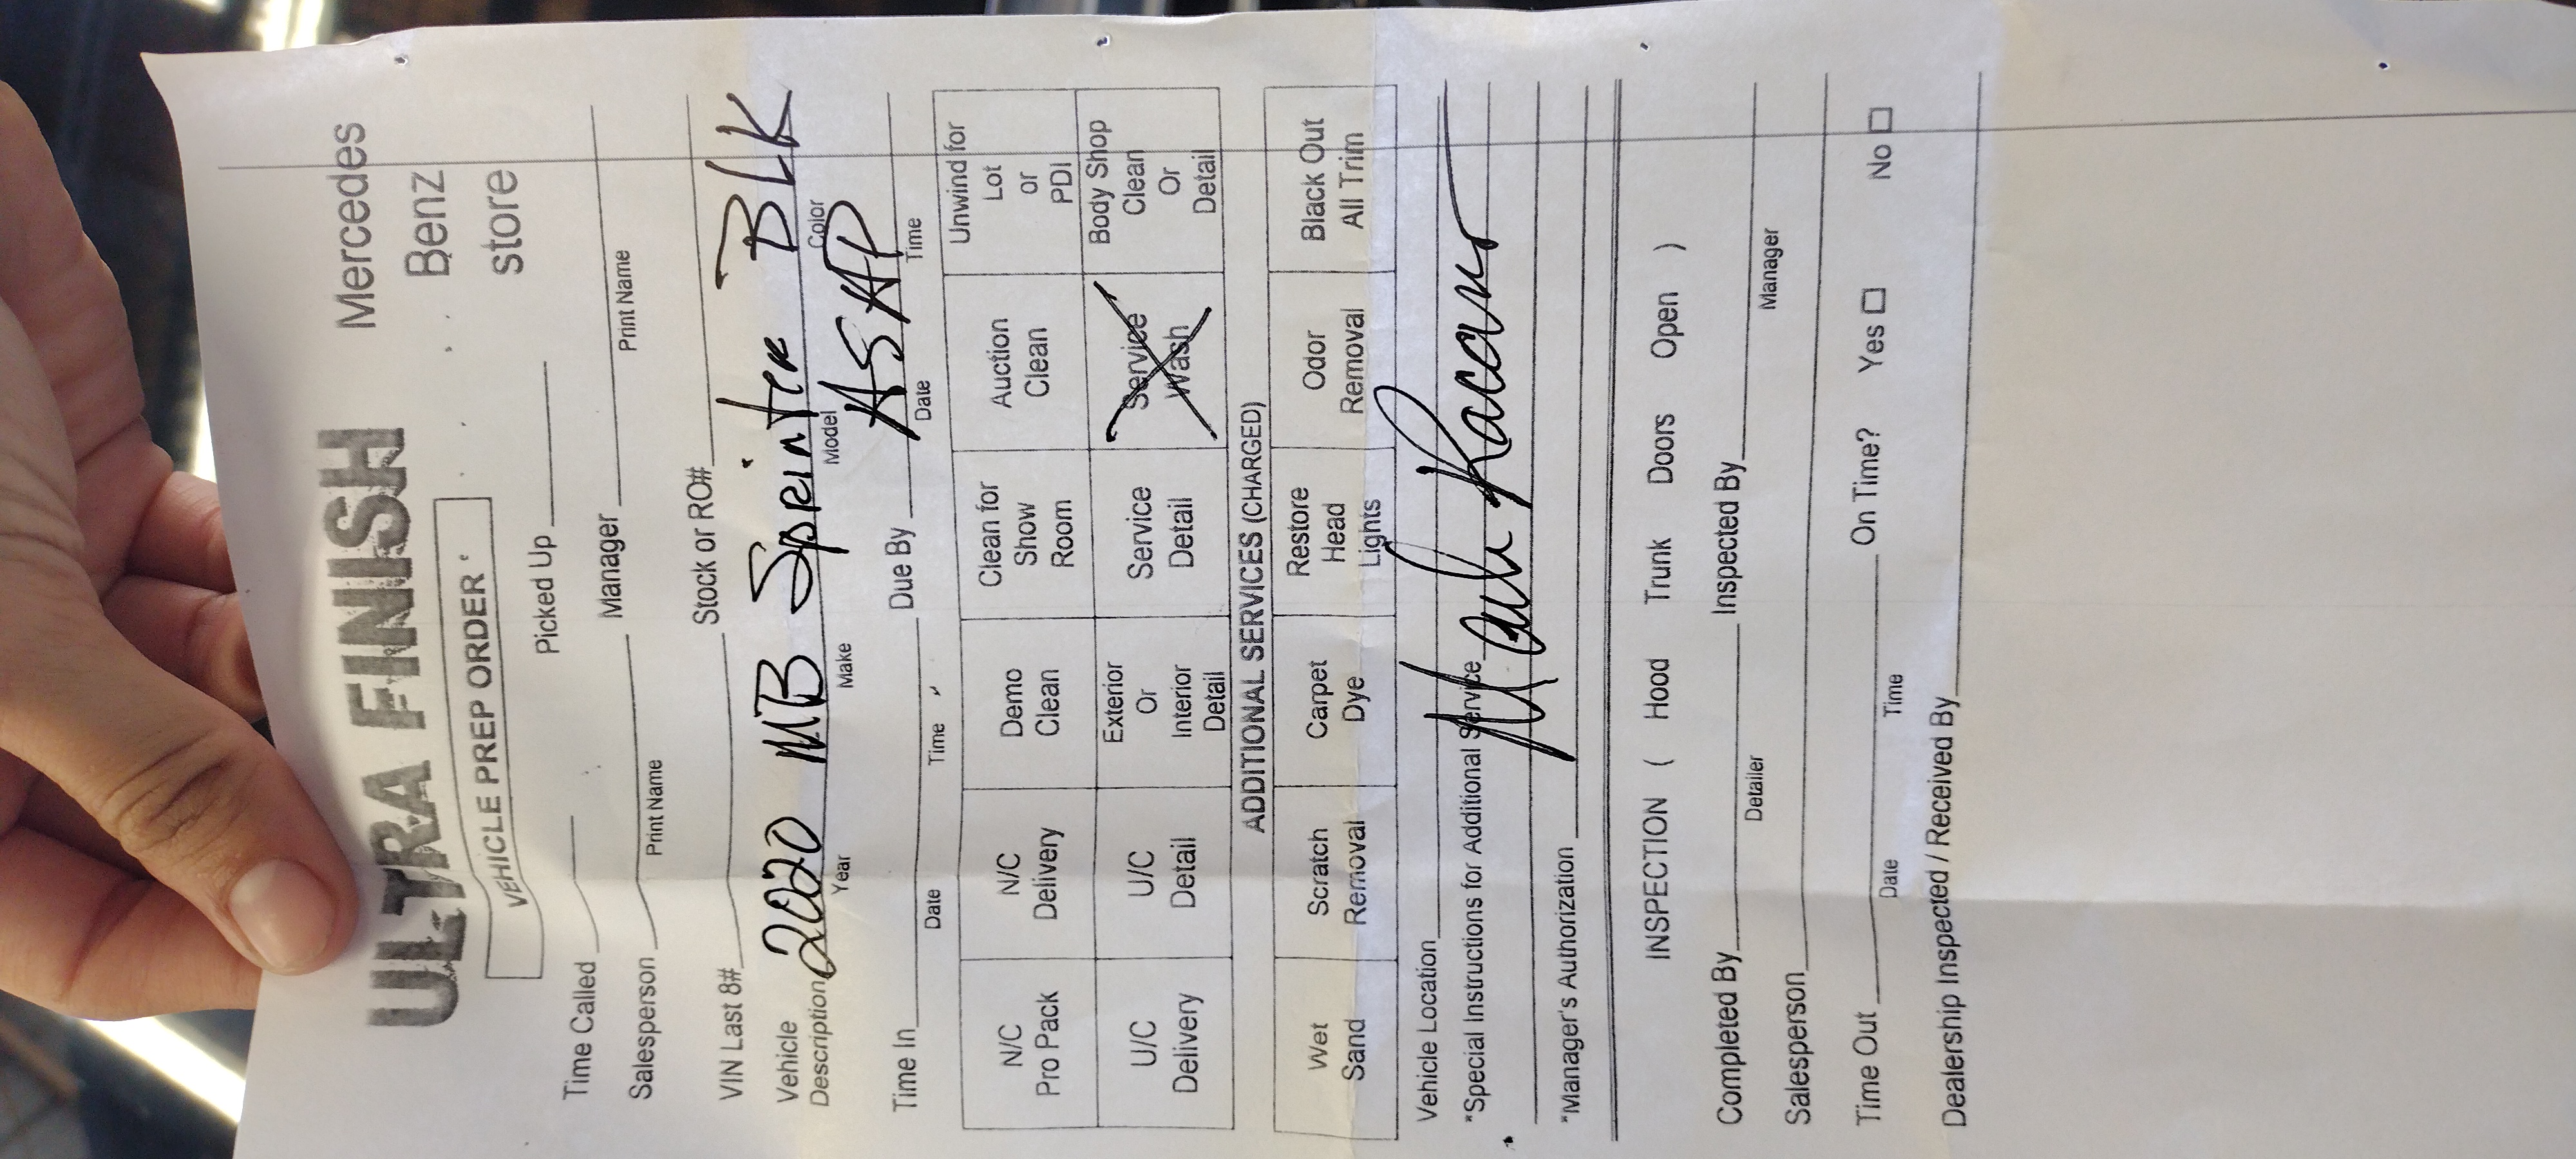 ULTRA FINISH
Mercedes
Benz
store
VEHICLE PREP ORDER
Time Called Picked Up
Salesperson Manager
Print Name Print Name
VIN Last 8# Stock or RO#
Vehicle Description 2020 MB Sprinter BLK
Year Make Model Color
Time In Due By ASAP
Date Time Date Time
N/C Pro Pack
N/C Delivery
Demo Clean
Clean for Show Room
Auction Clean
Unwind for Lot or PDI
U/C Delivery
U/C Detail
Exterior Or Interior Detail
Service Detail
Service Wash
Body Shop Clean Or Detail
ADDITIONAL SERVICES (CHARGED)
Wet Sand
Scratch Removal
Carpet Dye
Restore Head Lights
Odor Removal
Black Out All Trim
Vehicle Location
*Special Instructions for Additional Service
*Manager's Authorization
INSPECTION ( Hood Trunk Doors Open )
Completed By Inspected By
Detailer Manager
Salesperson
Time Out On Time? Yes No
Date Time
Dealership Inspected / Received By